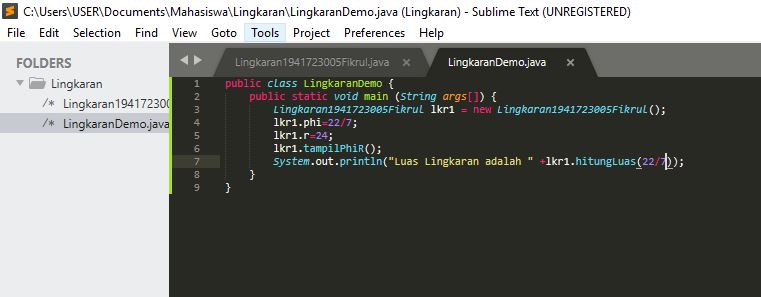 C:\Users\USER\Documents\Mahasiswa\Lingkaran\LingkaranDemo.java (Lingkaran) - Sublime Text (UNREGISTERED)
File Edit Selection Find View Goto Tools Project Preferences Help
FOLDERS
Lingkaran
/* Lingkaran194172300
/* LingkaranDemo.java
Lingkaran1941723005Fikrul.java ×
LingkaranDemo.java ×
1 public class LingkaranDemo {
2 public static void main (String args[]) {
3 Lingkaran1941723005Fikrul lkr1 = new Lingkaran1941723005Fikrul();
4 lkr1.phi=22/7;
5 lkr1.r=24;
6 lkr1.tampilPhiR();
7 System.out.println("Luas Lingkaran adalah " +lkr1.hitungLuas(22/7));
8 }
9 }